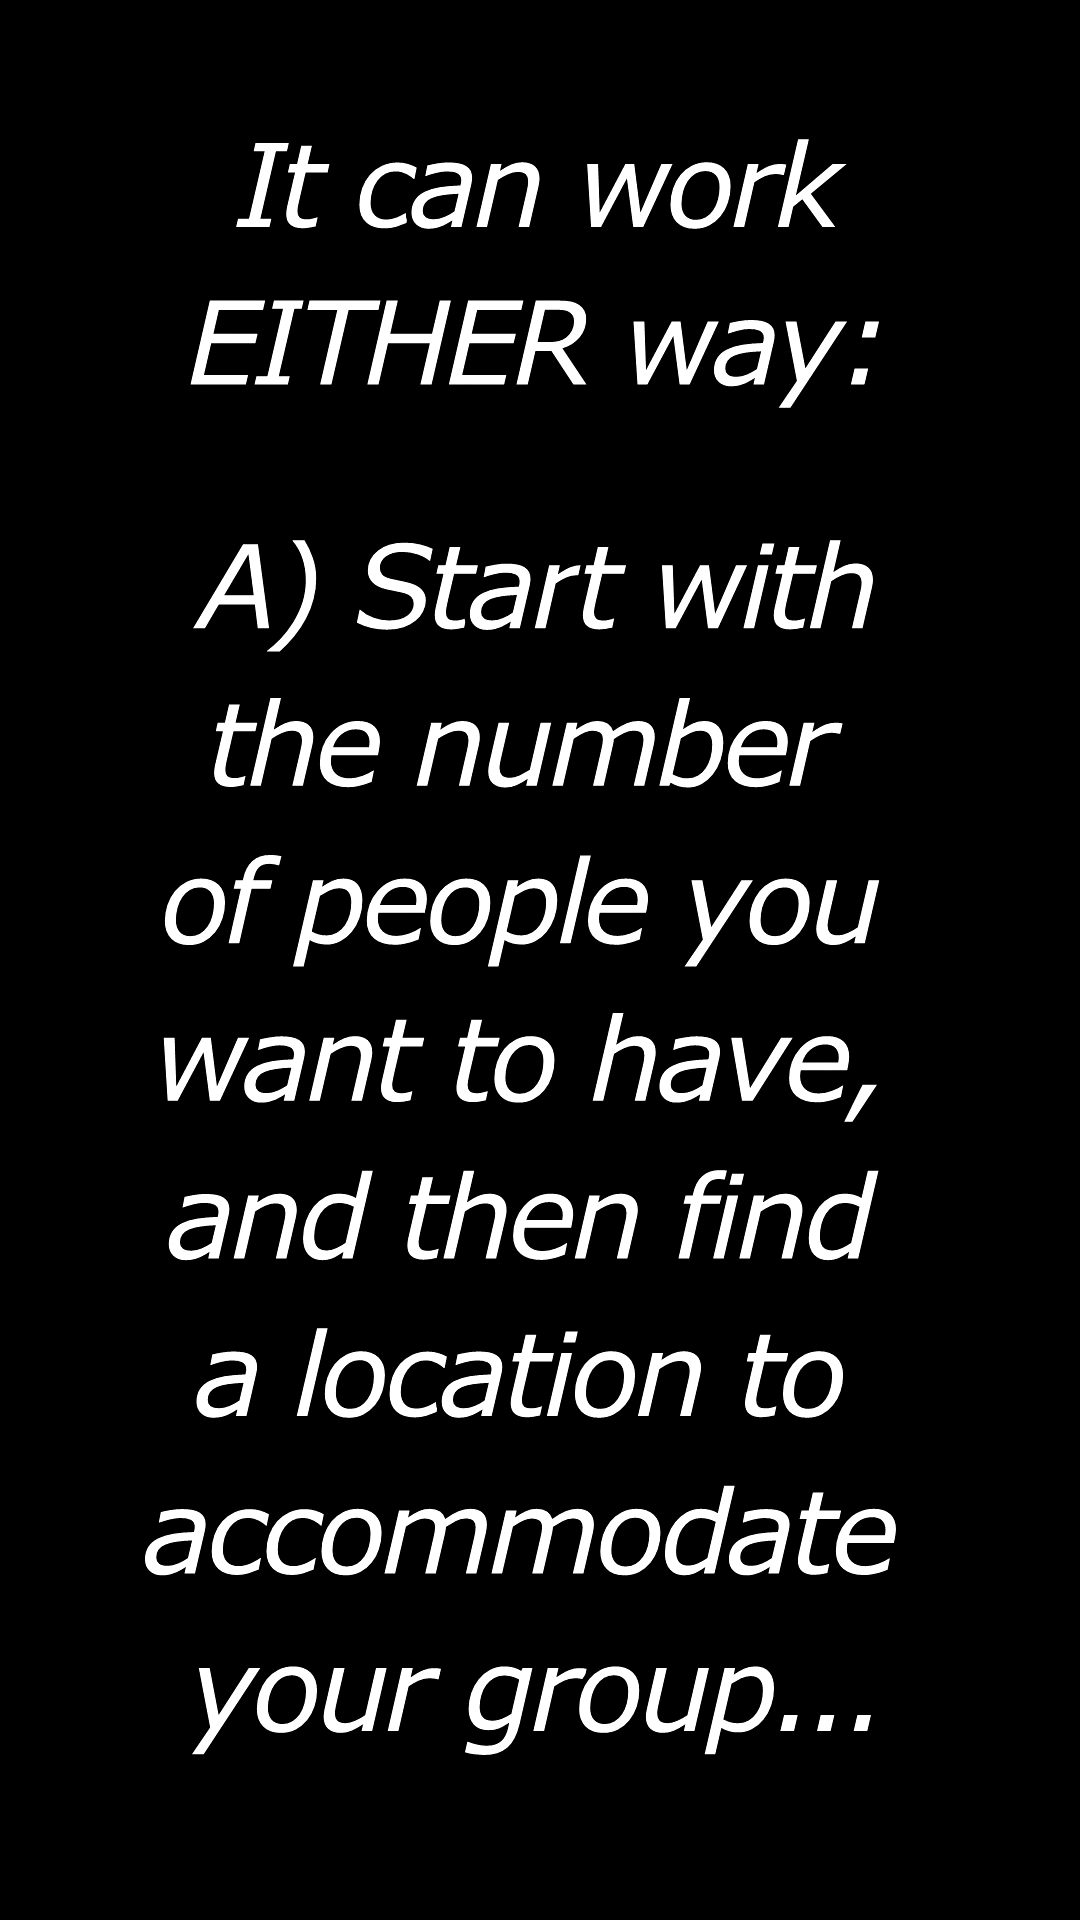 It can work
EITHER way:
A) Start with
the number
of people you
want to have,
and then find
a location to
accommodate
your group...